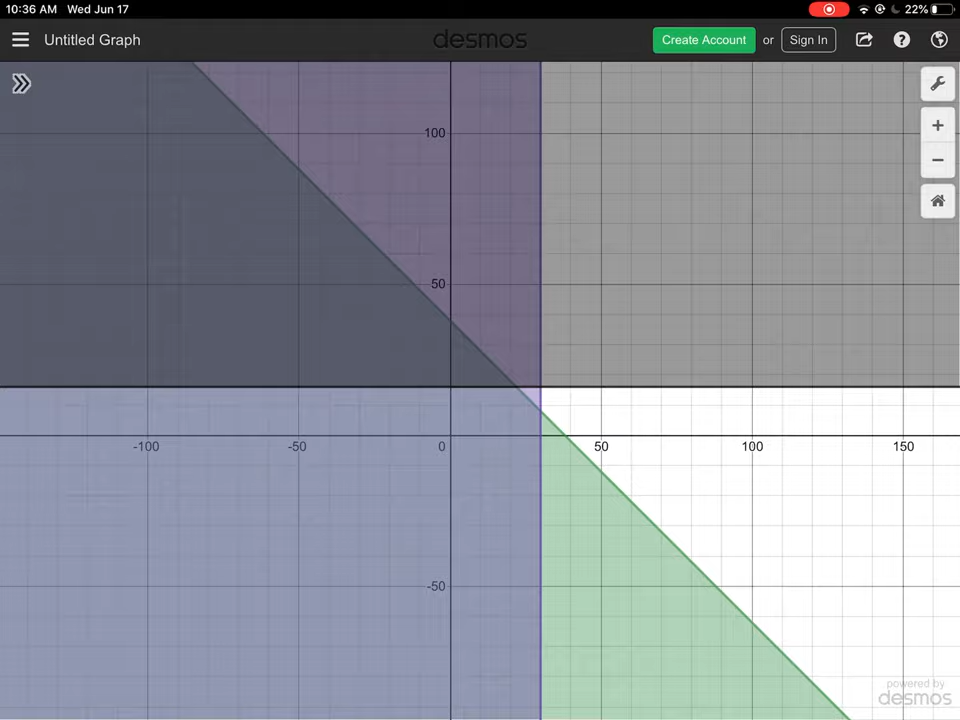 10:36 AM Wed Jun 17 22%
Untitled Graph desmos Create Account or Sign In
100
50
-100 -50 0 50 100 150
-50
powered by
desmos